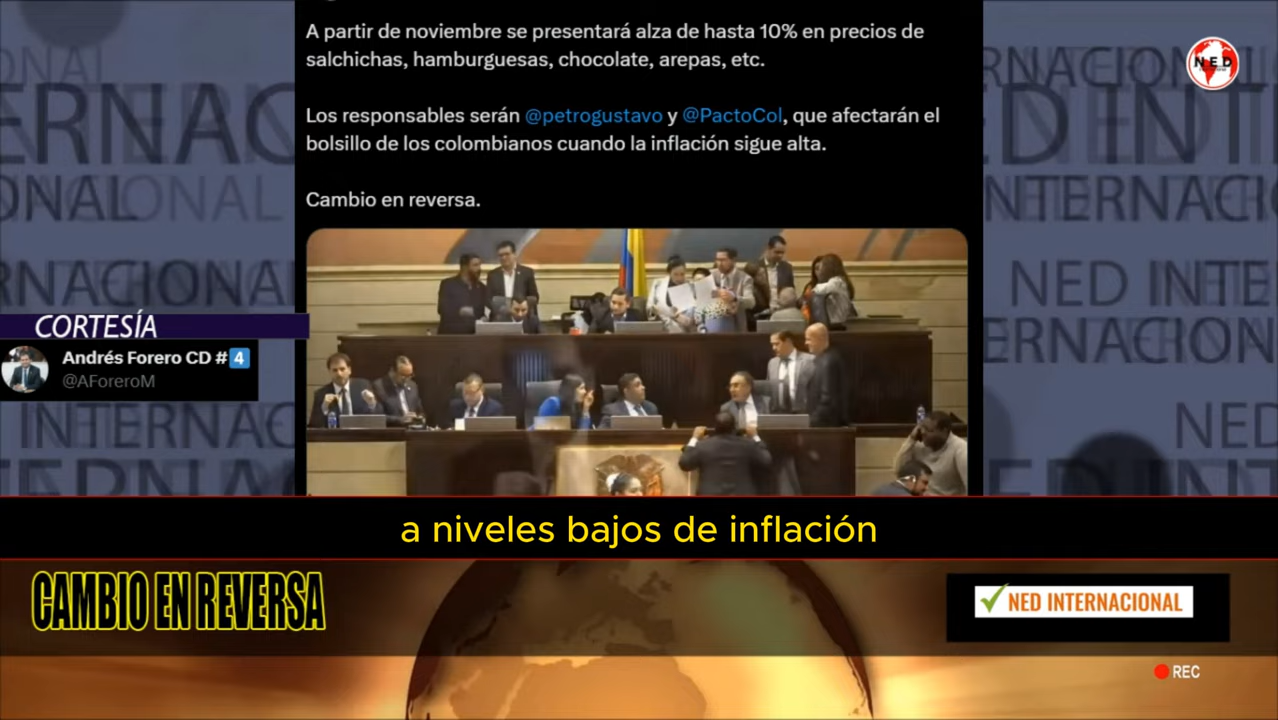 A partir de noviembre se presentará alza de hasta 10% en precios de
salchichas, hamburguesas, chocolate, arepas, etc.
Los responsables serán @petrogustavo y @PactoCol, que afectarán el
bolsillo de los colombianos cuando la inflación sigue alta.
Cambio en reversa.
NED
CORTESÍA
Andrés Forero CD #4
@AForeroM
a niveles bajos de inflación
CAMBIO EN REVERSA
NED INTERNACIONAL
REC